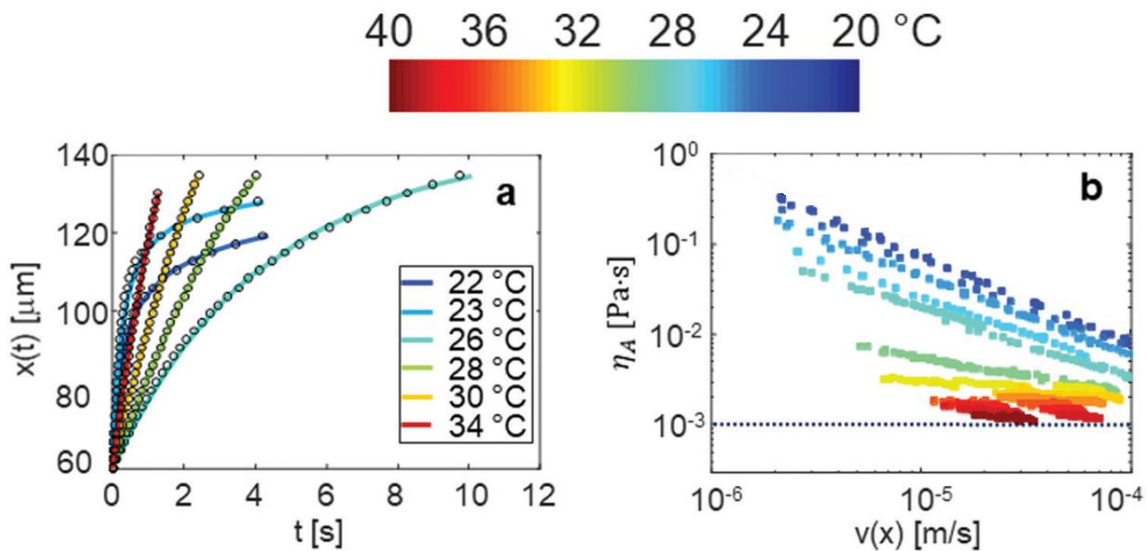 40 36 32 28 24 20 °C
a
x(t) [μm]
140
120
100
80
60
0 2 4 6 8 10 12
t [s]
22 °C
23 °C
26 °C
28 °C
30 °C
34 °C
b
η_A [Pa·s]
10^0
10^-1
10^-2
10^-3
10^-6 10^-5 10^-4
v(x) [m/s]